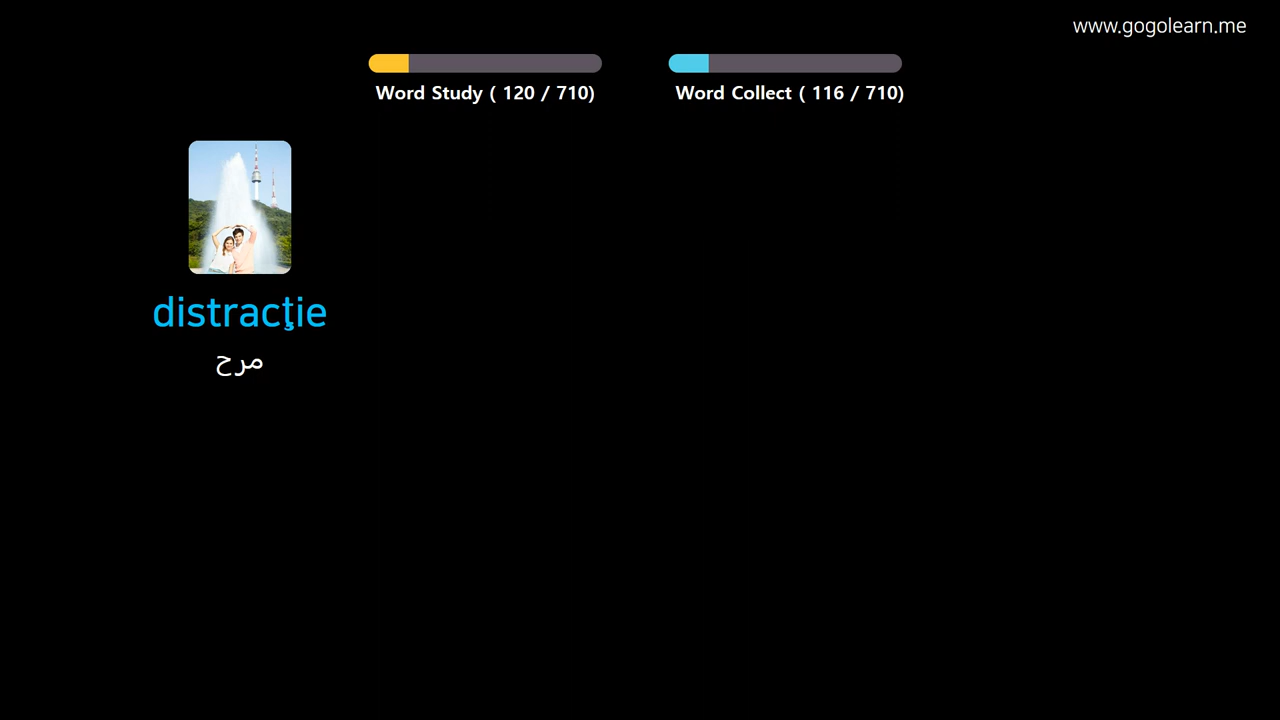 www.gogolearn.me
Word Study ( 120 / 710)
Word Collect ( 116 / 710)
distracţie
مرح